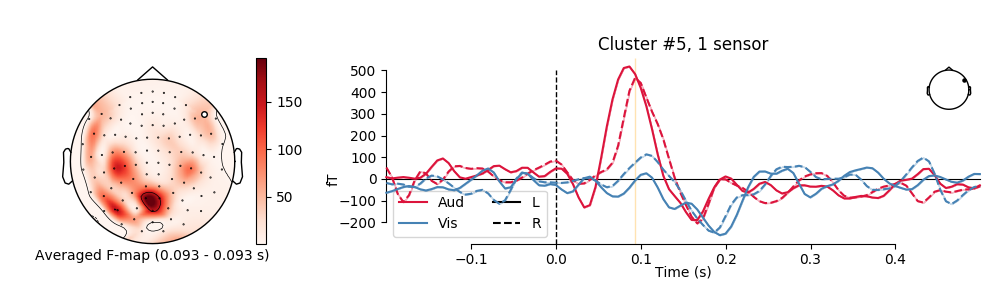 Cluster #5, 1 sensor
150
100
50
Averaged F-map (0.093 - 0.093 s)
fT
500
400
300
200
100
0
−100
−200
Aud
Vis
L
R
−0.1
0.0
0.1
0.2
0.3
0.4
Time (s)